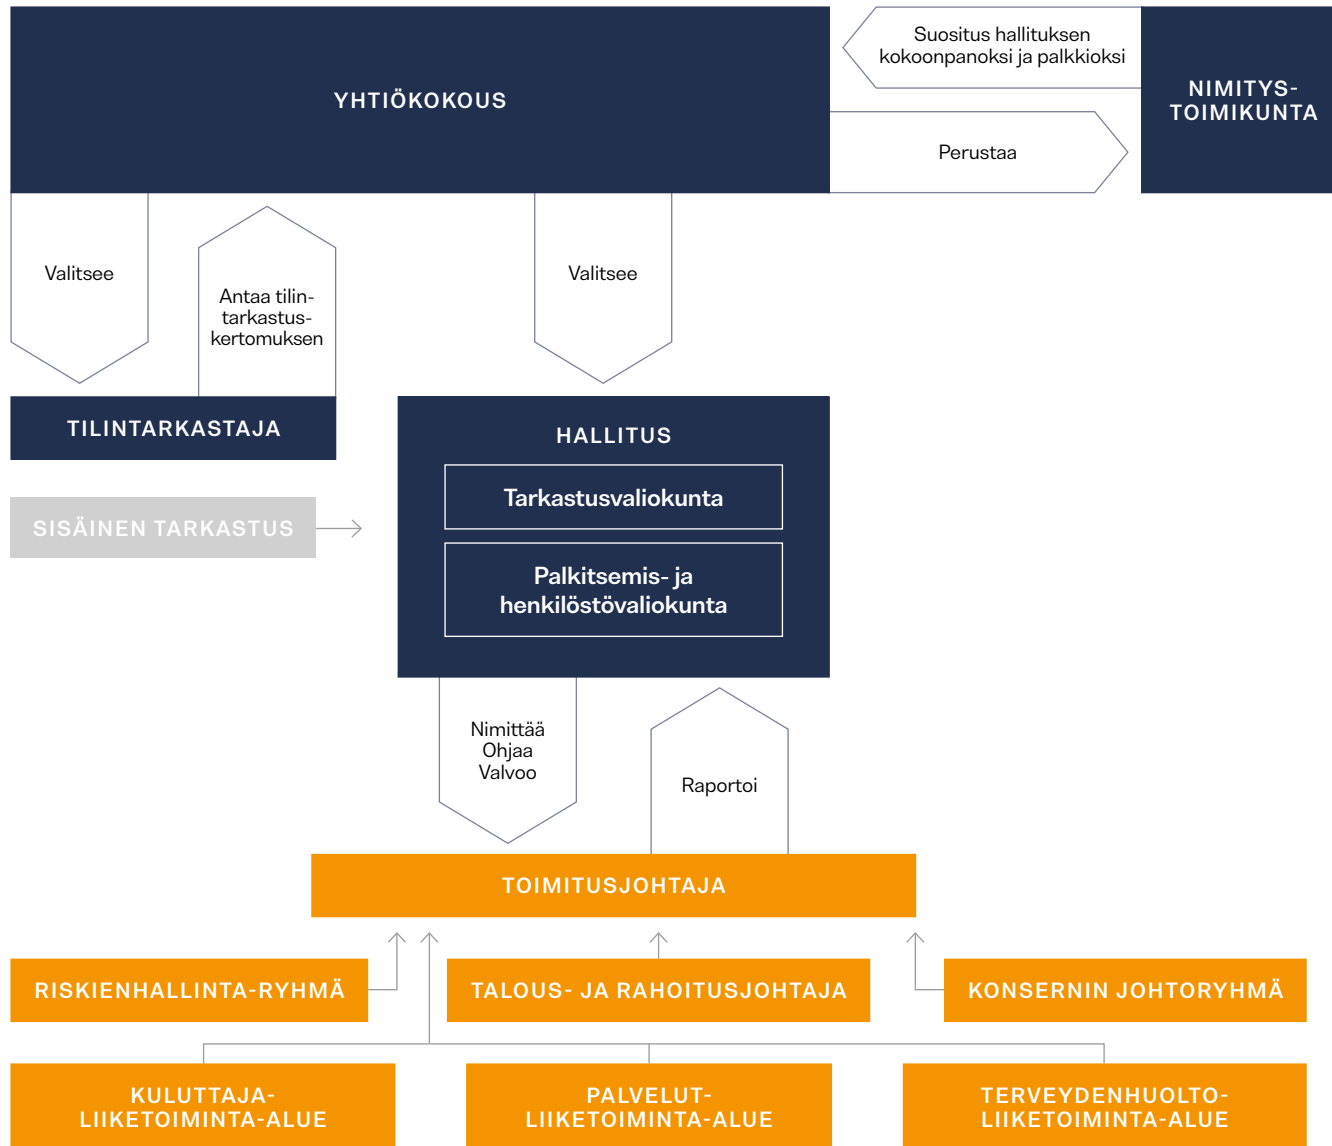 YHTIÖKOKOUS
Suositus hallituksen
kokoonpanoksi ja palkkioksi
NIMITYS-
TOIMIKUNTA
Perustaa
Valitsee
Antaa tilin-
tarkastus-
kertomuksen
Valitsee
TILINTARKASTAJA
HALLITUS
Tarkastusvaliokunta
SISÄINEN TARKASTUS
Palkitsemis- ja
henkilöstövaliokunta
Nimittää
Ohjaa
Valvoo
Raportoi
TOIMITUSJOHTAJA
RISKIENHALLINTA-RYHMÄ
TALOUS- JA RAHOITUSJOHTAJA
KONSERNIN JOHTORYHMÄ
KULUTTAJA-
LIIKETOIMINTA-ALUE
PALVELUT-
LIIKETOIMINTA-ALUE
TERVEYDENHUOLTO-
LIIKETOIMINTA-ALUE